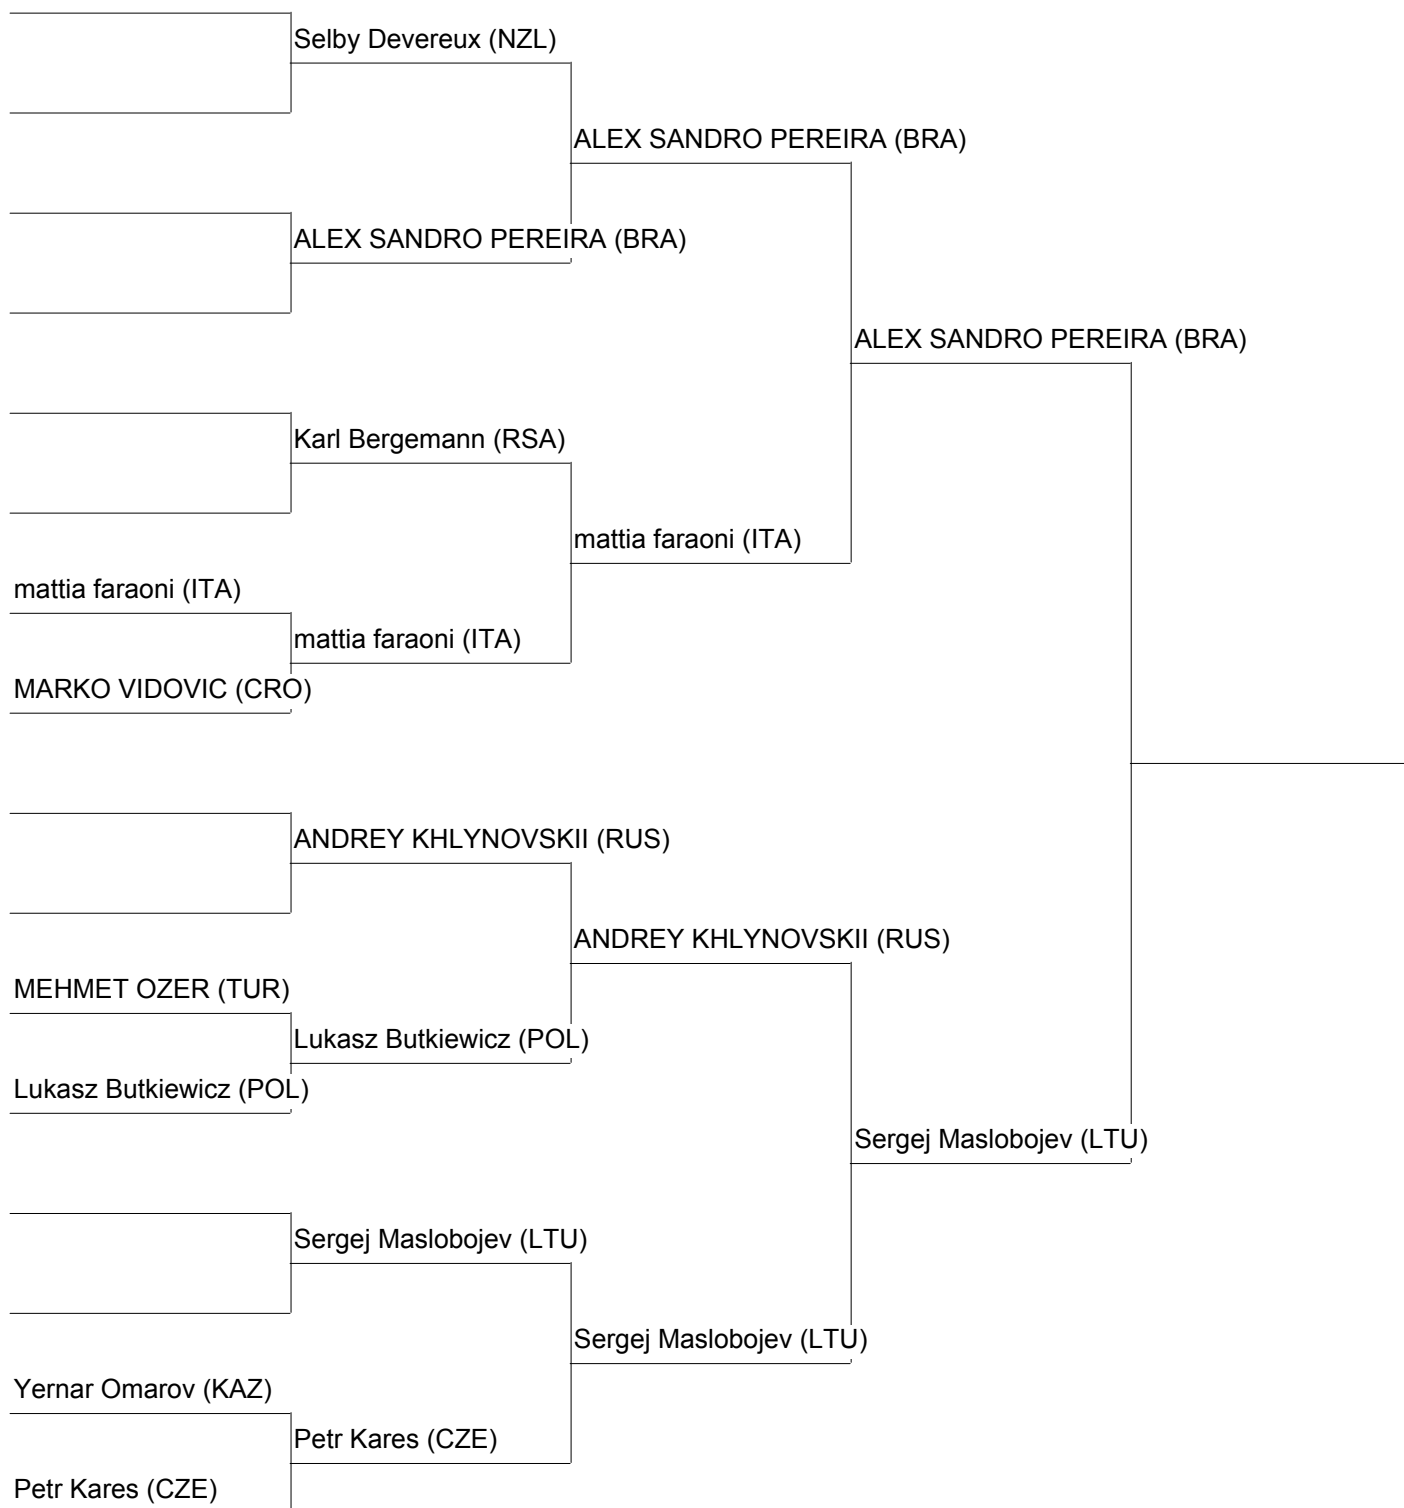 Selby Devereux (NZL)
ALEX SANDRO PEREIRA (BRA)
ALEX SANDRO PEREIRA (BRA)
ALEX SANDRO PEREIRA (BRA)
Karl Bergemann (RSA)
mattia faraoni (ITA)
mattia faraoni (ITA)
mattia faraoni (ITA)
MARKO VIDOVIC (CRO)
ANDREY KHLYNOVSKII (RUS)
ANDREY KHLYNOVSKII (RUS)
MEHMET OZER (TUR)
Lukasz Butkiewicz (POL)
Lukasz Butkiewicz (POL)
Sergej Maslobojev (LTU)
Sergej Maslobojev (LTU)
Sergej Maslobojev (LTU)
Yernar Omarov (KAZ)
Petr Kares (CZE)
Petr Kares (CZE)